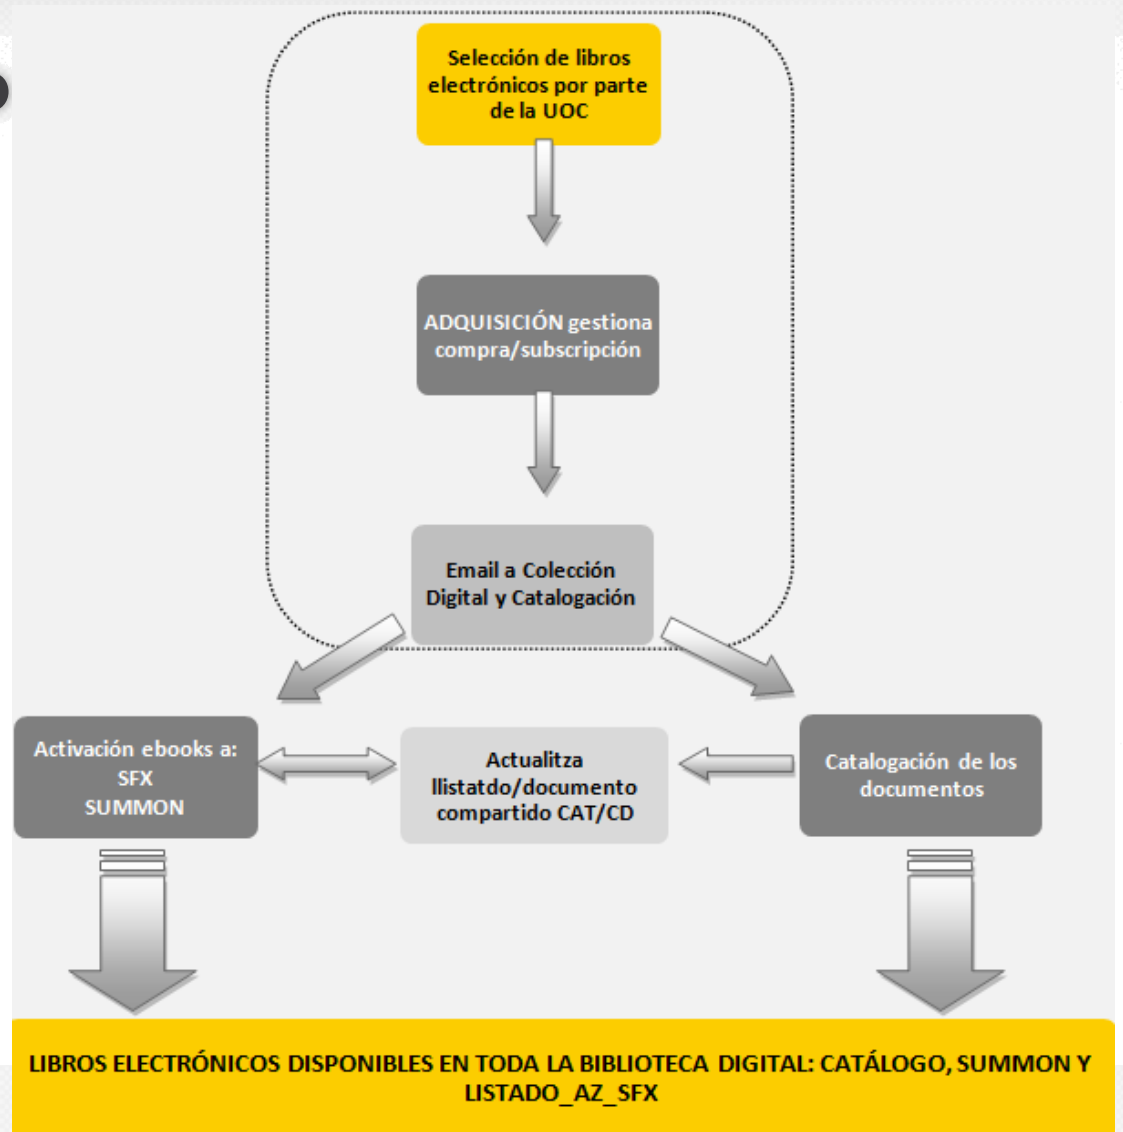 Selección de libros
electrónicos por parte
de la UOC
ADQUISICIÓN gestiona
compra/subscripción
Email a Colección
Digital y Catalogación
Activación ebooks a:
SFX
SUMMON
Actualitza
llistatdo/documento
compartido CAT/CD
Catalogación de los
documentos
LIBROS ELECTRÓNICOS DISPONIBLES EN TODA LA BIBLIOTECA DIGITAL: CATÁLOGO, SUMMON Y
LISTADO_AZ_SFX